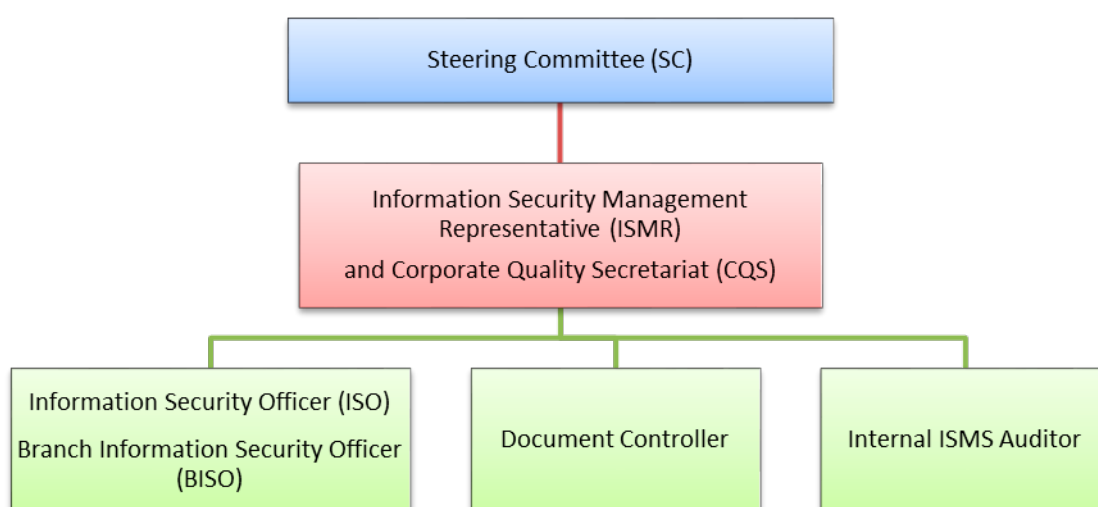 Steering Committee (SC)
Information Security Management
Representative (ISMR)
and Corporate Quality Secretariat (CQS)
Information Security Officer (ISO)
Branch Information Security Officer
(BISO)
Document Controller
Internal ISMS Auditor